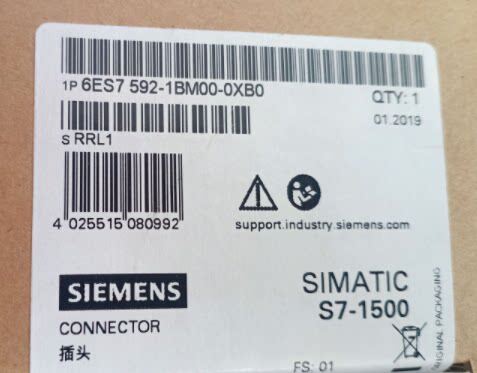 1P 6ES7 592-1BM00-0XB0
QTY: 1
01.2019
S RRL1
4 025515 080992
support.industry.siemens.com
SIEMENS
SIMATIC
S7-1500
CONNECTOR
插头
FS: 01
ORIGINAL PACKAGING